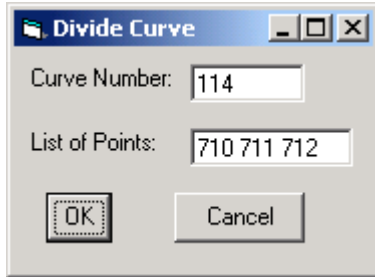 Divide Curve
Curve Number: 114
List of Points: 710 711 712
OK Cancel